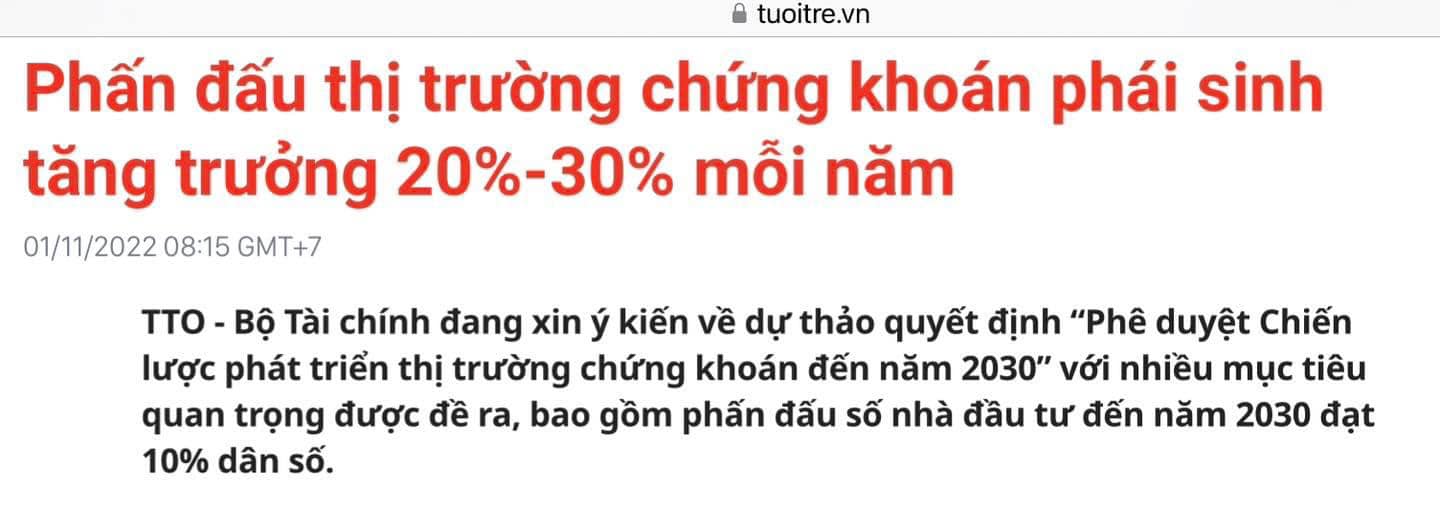 tuoitre.vn
Phấn đấu thị trường chứng khoán phái sinh
tăng trưởng 20%-30% mỗi năm
01/11/2022 08:15 GMT+7
TTO - Bộ Tài chính đang xin ý kiến về dự thảo quyết định “Phê duyệt Chiến
lược phát triển thị trường chứng khoán đến năm 2030” với nhiều mục tiêu
quan trọng được đề ra, bao gồm phấn đấu số nhà đầu tư đến năm 2030 đạt
10% dân số.